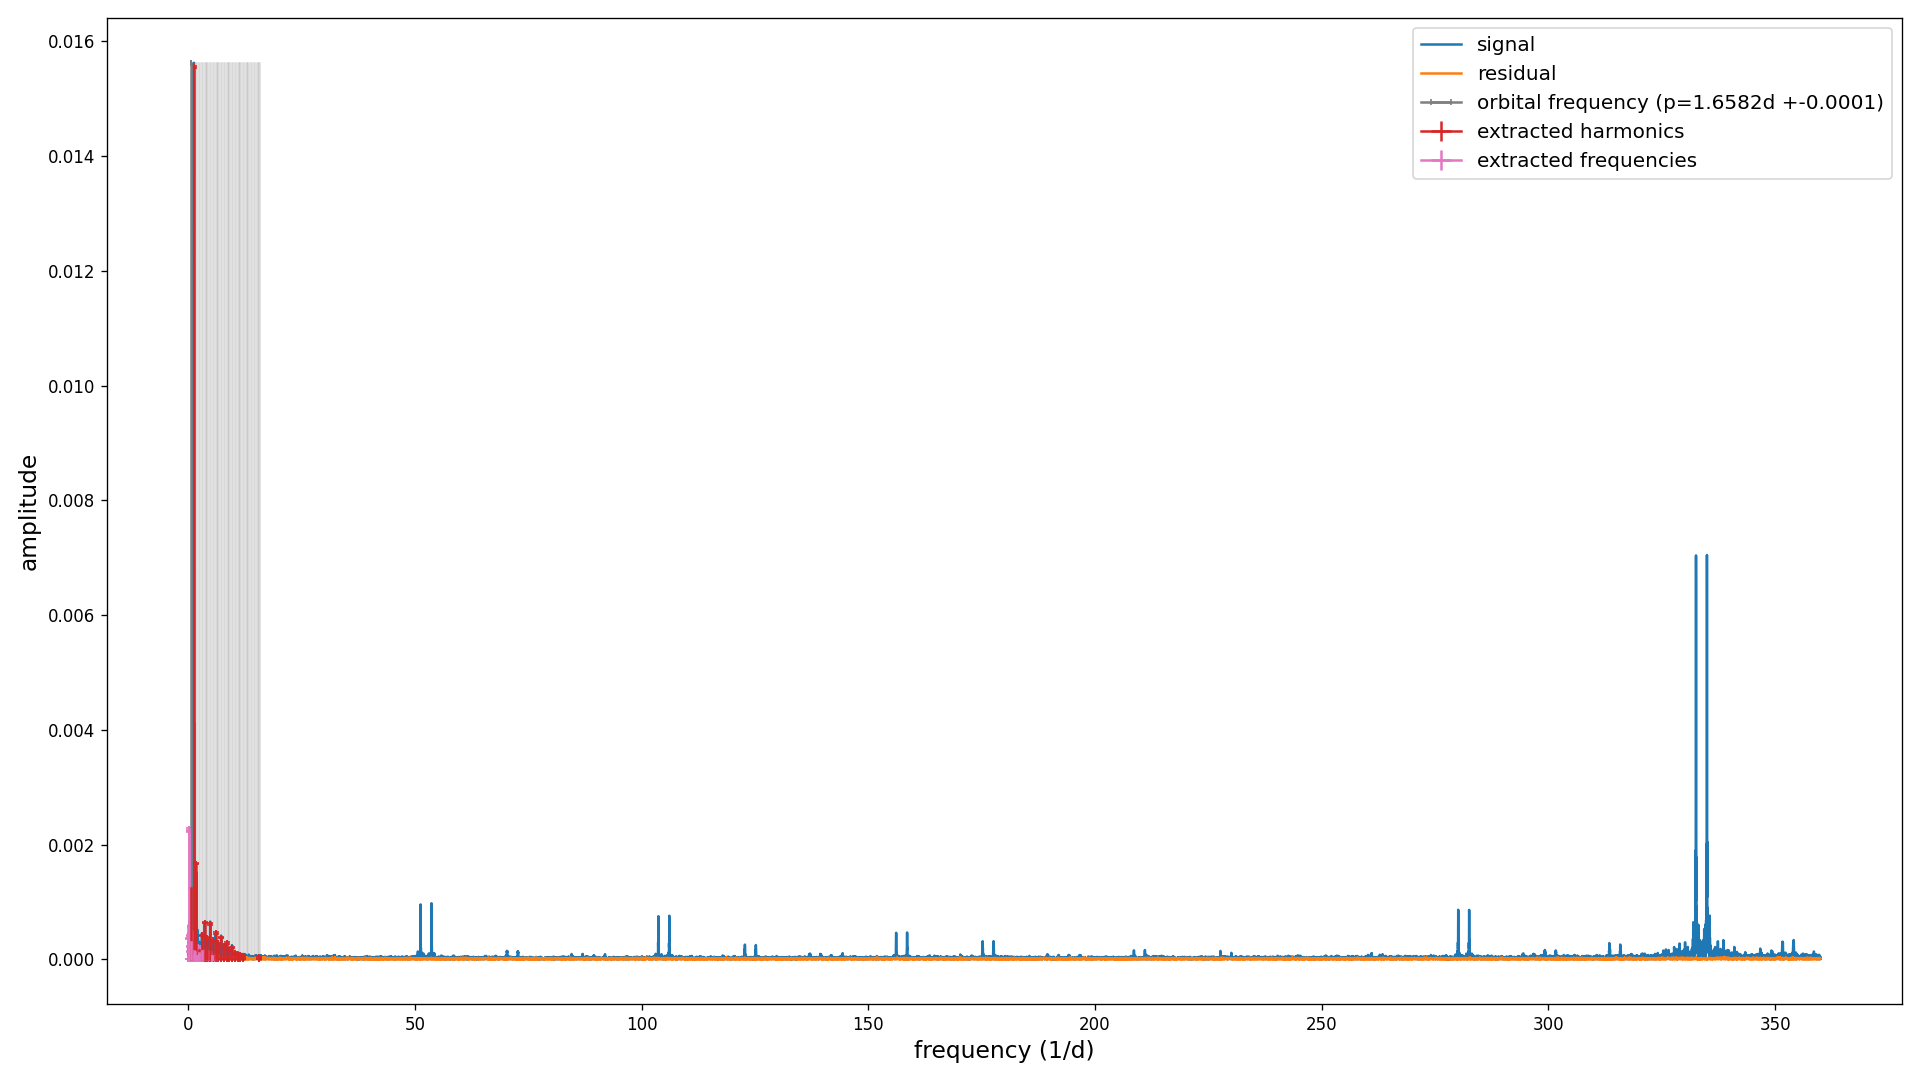 signal
residual
orbital frequency (p=1.6582d +-0.0001)
extracted harmonics
extracted frequencies
amplitude
0.016
0.014
0.012
0.010
0.008
0.006
0.004
0.002
0.000
0 50 100 150 200 250 300 350
frequency (1/d)